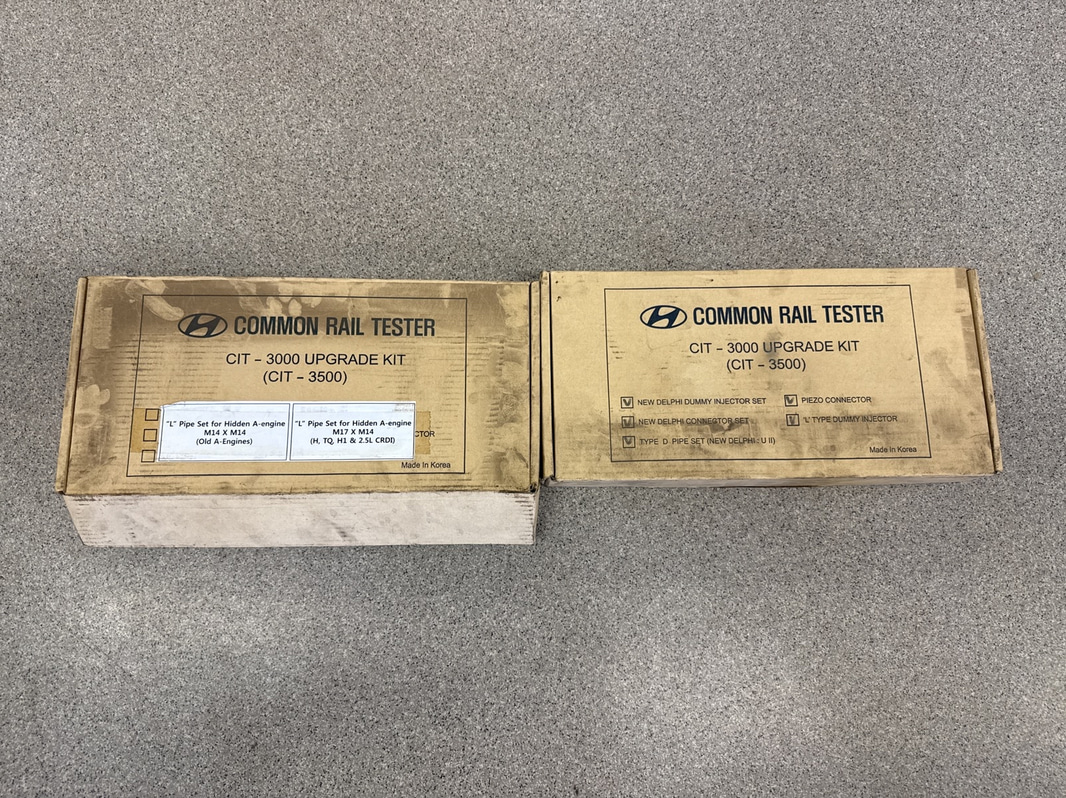 COMMON RAIL TESTER
CIT – 3000 UPGRADE KIT
(CIT – 3500)
"L" Pipe Set for Hidden A-engine
M14 X M14
(Old A-Engines)
"L" Pipe Set for Hidden A-engine
M17 X M14
(H, TQ, H1 & 2.5L CRDI)
CTOR
Made In Korea
COMMON RAIL TESTER
CIT – 3000 UPGRADE KIT
(CIT – 3500)
NEW DELPHI DUMMY INJECTOR SET
PIEZO CONNECTOR
NEW DELPHI CONNECTOR SET
'L' TYPE DUMMY INJECTOR
3TYPE D- PIPE SET (NEW DELPHI : U II)
Made In Korea